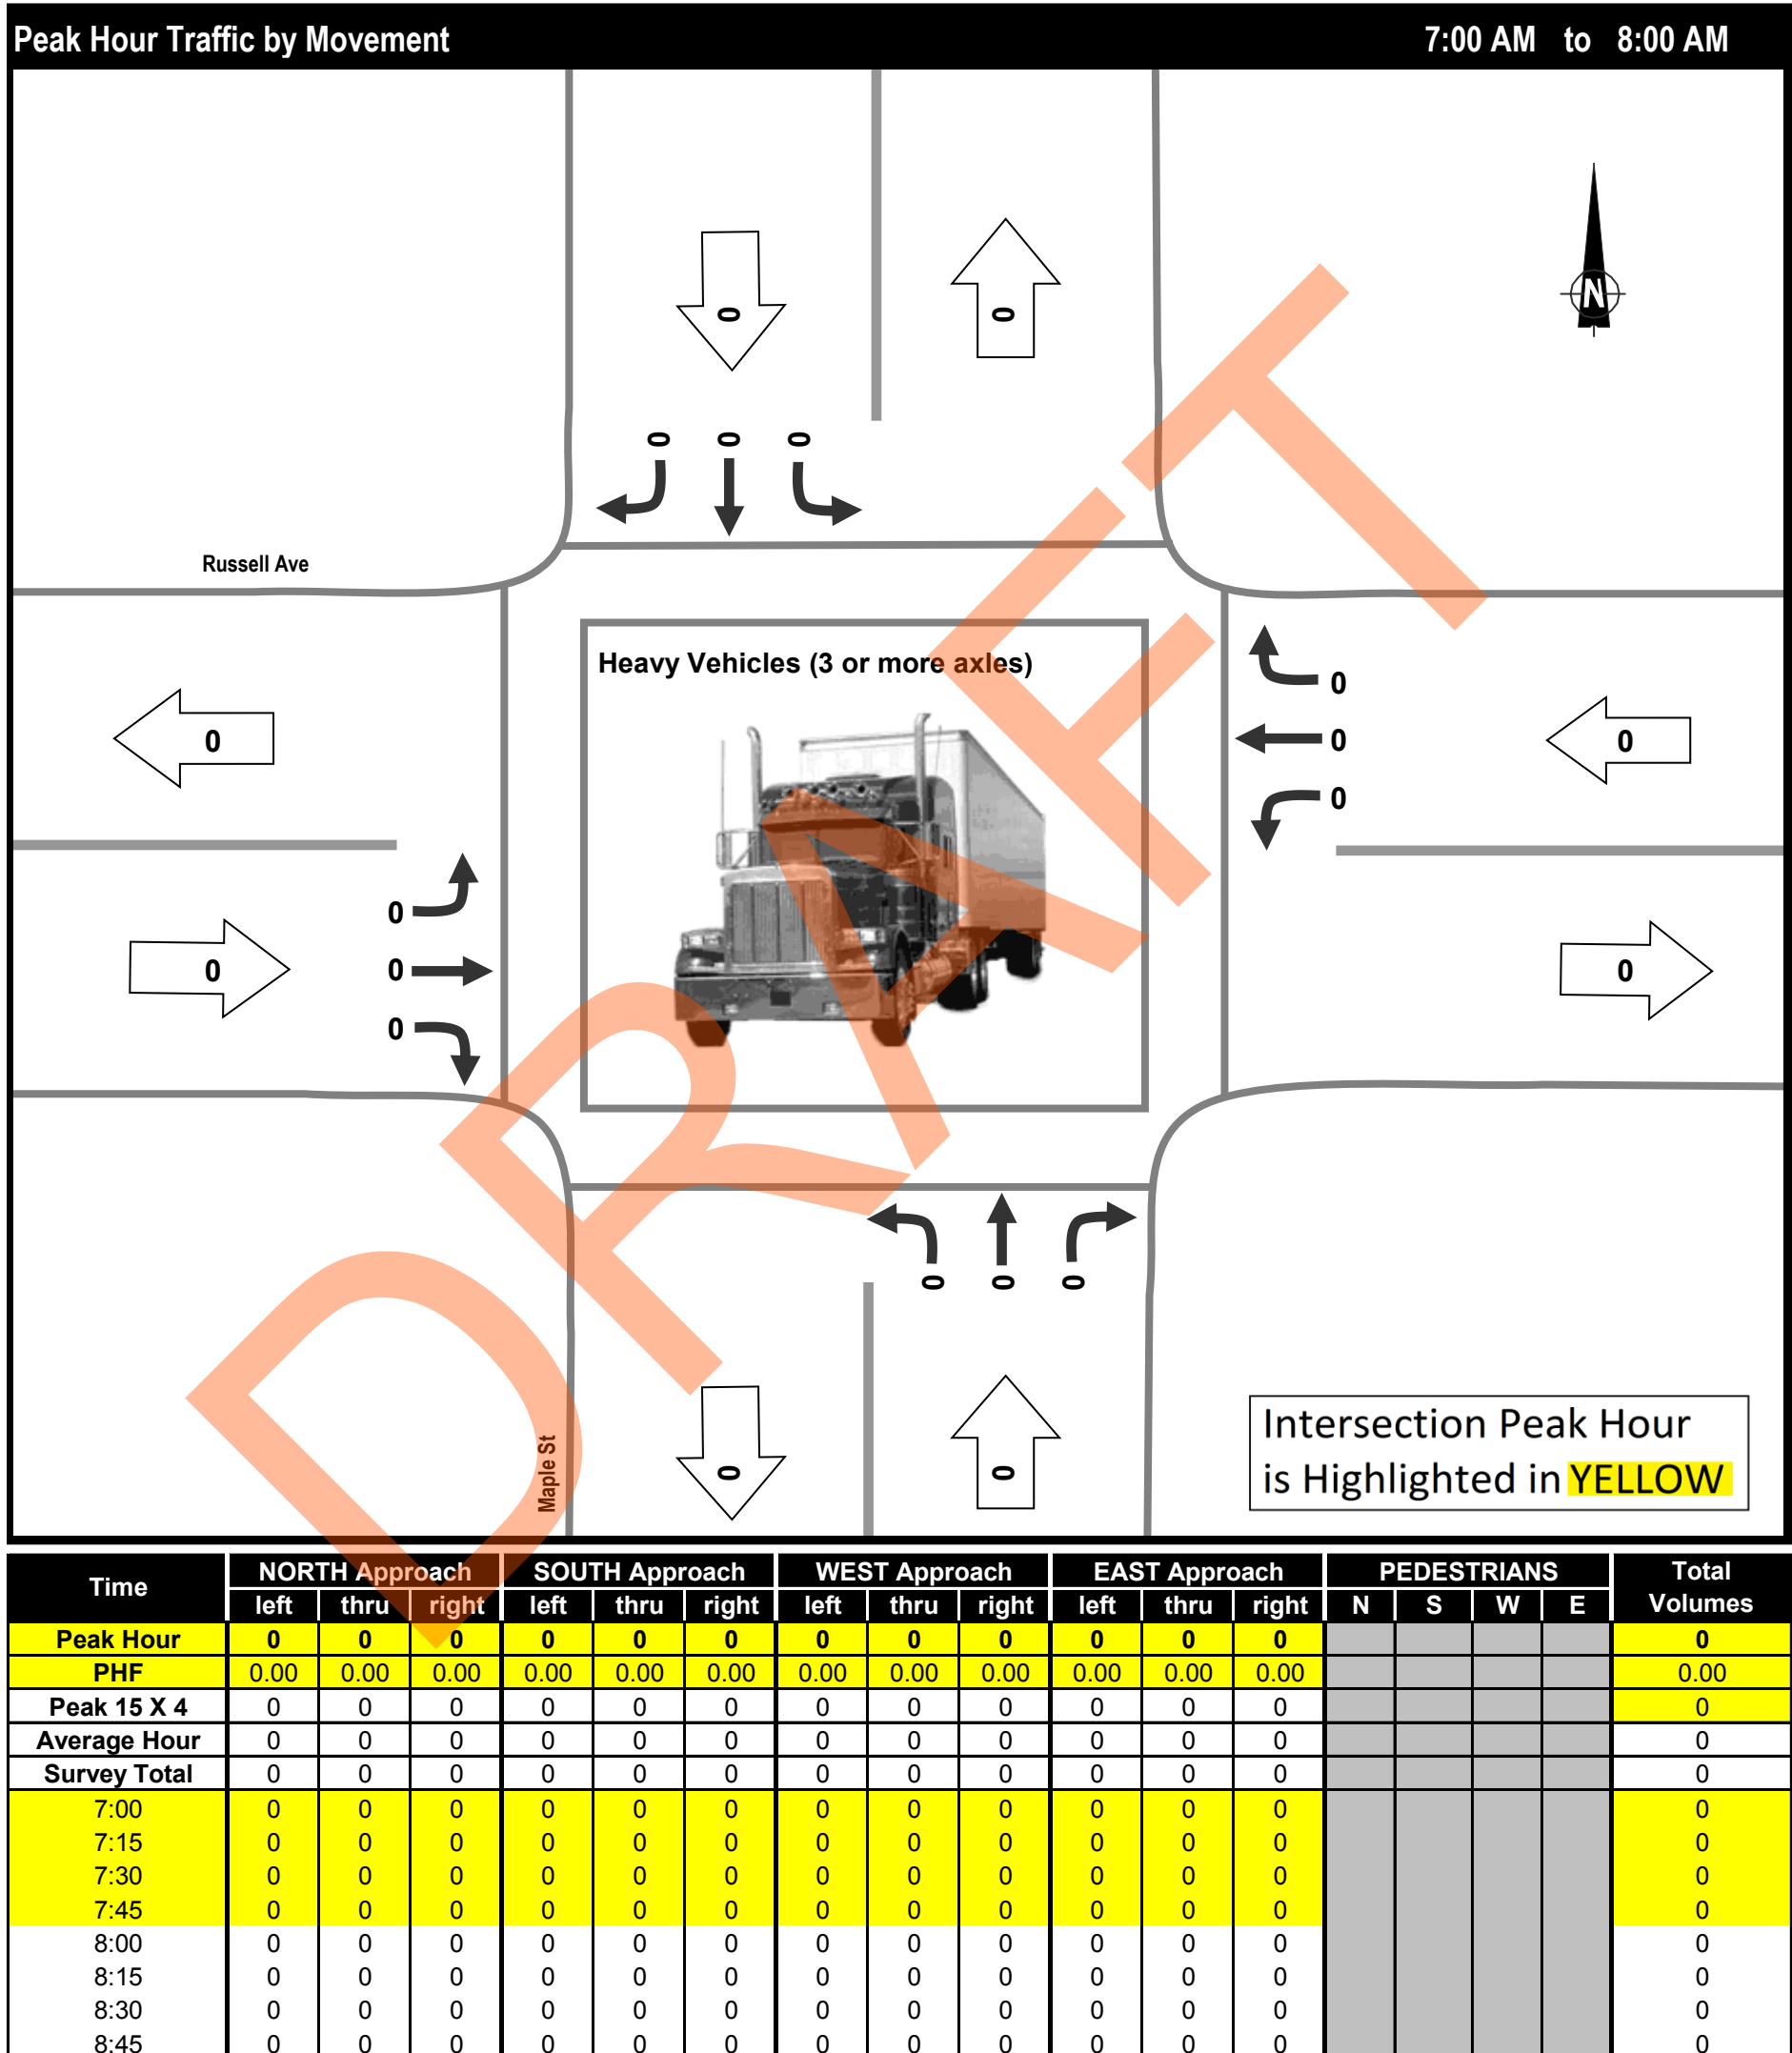 Peak Hour Traffic by Movement 7:00 AM to 8:00 AM
N
0 0
0 0 0
Russell Ave
Heavy Vehicles (3 or more axles)
0
0 0 0
0
0
0 0
0
0
0
0 0 0
DRAFT
Intersection Peak Hour
is Highlighted in YELLOW
Maple St
0 0
Time NORTH Approach SOUTH Approach WEST Approach EAST Approach PEDESTRIANS Total Volumes
left thru right left thru right left thru right left thru right N S W E
Peak Hour 0 0 0 0 0 0 0 0 0 0 0 0 0
PHF 0.00 0.00 0.00 0.00 0.00 0.00 0.00 0.00 0.00 0.00 0.00 0.00 0.00
Peak 15 X 4 0 0 0 0 0 0 0 0 0 0 0 0 0
Average Hour 0 0 0 0 0 0 0 0 0 0 0 0 0
Survey Total 0 0 0 0 0 0 0 0 0 0 0 0 0
7:00 0 0 0 0 0 0 0 0 0 0 0 0 0
7:15 0 0 0 0 0 0 0 0 0 0 0 0 0
7:30 0 0 0 0 0 0 0 0 0 0 0 0 0
7:45 0 0 0 0 0 0 0 0 0 0 0 0 0
8:00 0 0 0 0 0 0 0 0 0 0 0 0 0
8:15 0 0 0 0 0 0 0 0 0 0 0 0 0
8:30 0 0 0 0 0 0 0 0 0 0 0 0 0
8:45 0 0 0 0 0 0 0 0 0 0 0 0 0